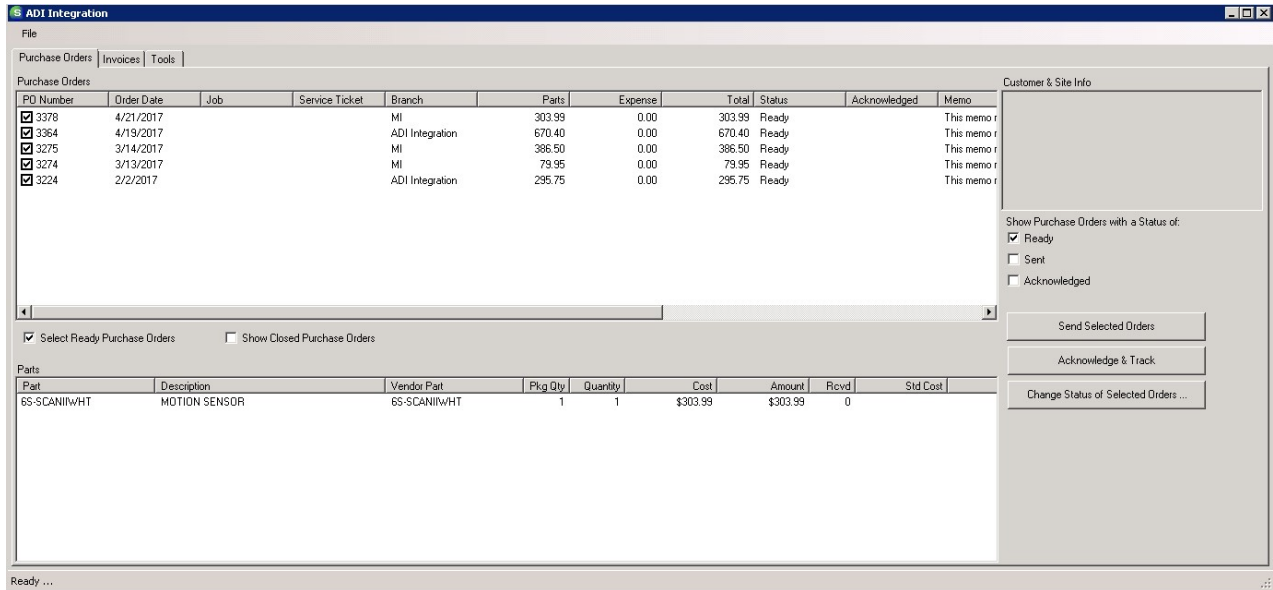 ADI Integration
File
Purchase Orders Invoices Tools
Purchase Orders
PO Number Order Date Job Service Ticket Branch Parts Expense Total Status Acknowledged Memo
3378 4/21/2017 MI 303.99 0.00 303.99 Ready This memo r
3364 4/19/2017 ADI Integration 670.40 0.00 670.40 Ready This memo r
3275 3/14/2017 MI 386.50 0.00 386.50 Ready This memo r
3274 3/13/2017 MI 79.95 0.00 79.95 Ready This memo r
3224 2/2/2017 ADI Integration 295.75 0.00 295.75 Ready This memo r
Select Ready Purchase Orders Show Closed Purchase Orders
Parts
Part Description Vendor Part Pkg Qty Quantity Cost Amount Rcvd Std Cost
6S-SCANIIWHT MOTION SENSOR 6S-SCANIIWHT 1 1 $303.99 $303.99 0
Customer & Site Info
Show Purchase Orders with a Status of:
Ready
Sent
Acknowledged
Send Selected Orders
Acknowledge & Track
Change Status of Selected Orders ...
Ready ...